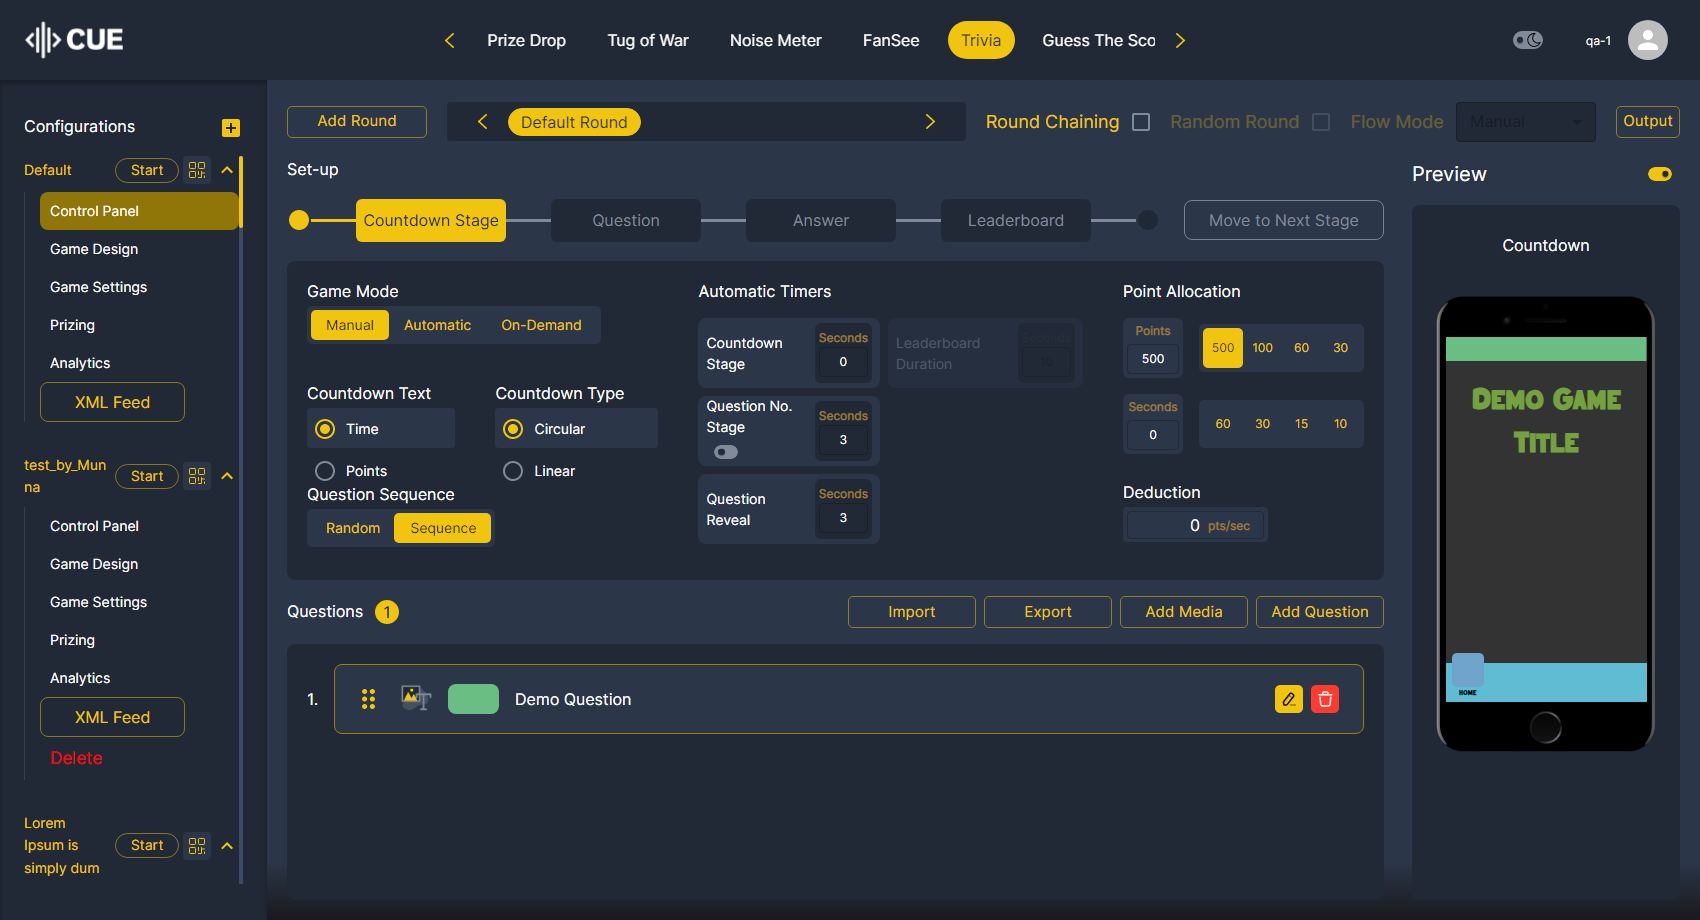 CUE
Prize Drop
Tug of War
Noise Meter
FanSee
Trivia
Guess The Sco
qa-1
Configurations
Default
Start
Control Panel
Game Design
Game Settings
Prizing
Analytics
XML Feed
test_by_Mun
na
Start
Control Panel
Game Design
Game Settings
Prizing
Analytics
XML Feed
Delete
Lorem
Ipsum is
simply dum
Start
Add Round
Default Round
Round Chaining
Random Round
Flow Mode
Manual
Output
Set-up
Countdown Stage
Question
Answer
Leaderboard
Move to Next Stage
Game Mode
Manual
Automatic
On-Demand
Countdown Text
Time
Points
Countdown Type
Circular
Linear
Question Sequence
Random
Sequence
Automatic Timers
Countdown
Stage
Seconds
0
Leaderboard
Duration
Seconds
10
Question No.
Stage
Seconds
3
Question
Reveal
Seconds
3
Point Allocation
Points
500
500
100
60
30
Seconds
0
60
30
15
10
Deduction
0 pts/sec
Questions
1
Import
Export
Add Media
Add Question
1.
Demo Question
Preview
Countdown
Demo Game
Title
HOME